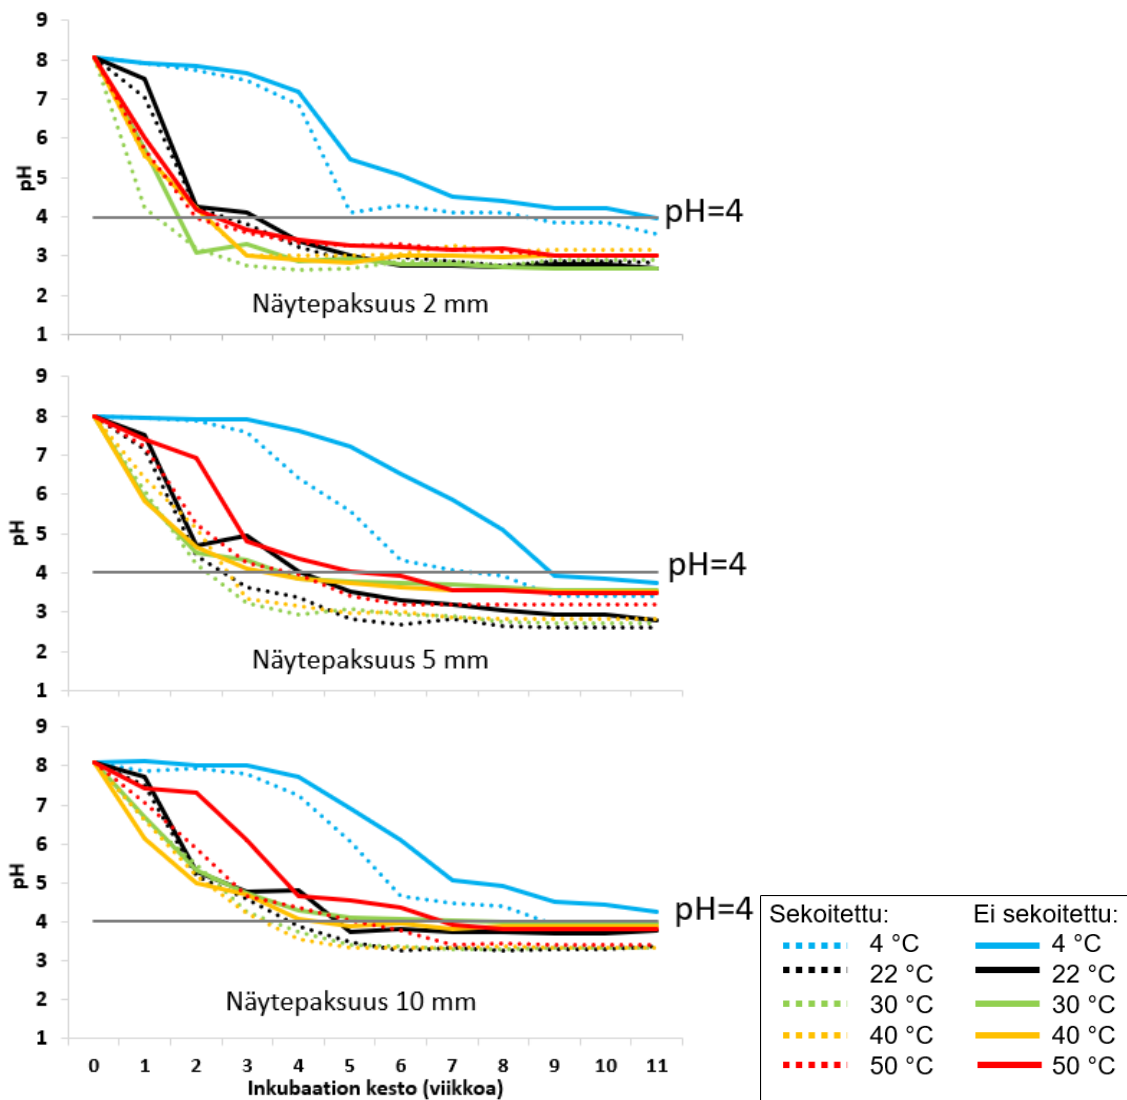 9
8
7
6
5
4
3
2
1
pH
pH=4
Näytepaksuus 2 mm
9
8
7
6
5
4
3
2
1
pH
pH=4
Näytepaksuus 5 mm
9
8
7
6
5
4
3
2
1
pH
pH=4
Näytepaksuus 10 mm
0 1 2 3 4 5 6 7 8 9 10 11
Inkubaation kesto (viikkoa)
Sekoitettu: Ei sekoitettu:
4 °C 4 °C
22 °C 22 °C
30 °C 30 °C
40 °C 40 °C
50 °C 50 °C